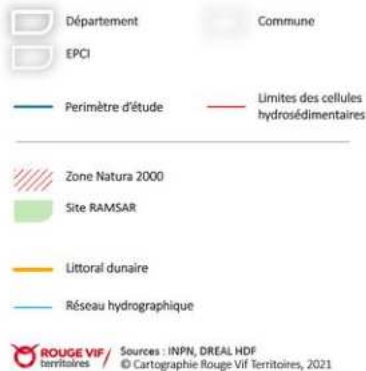 Département
Commune
EPCI
Perimètre d'étude
Limites des cellules
hydrosédimentaires
Zone Natura 2000
Site RAMSAR
Littoral dunaire
Réseau hydrographique
ROUGE VIF
territoires
Sources : INPN, DREAL HDF
© Cartographie Rouge Vif Territoires, 2021